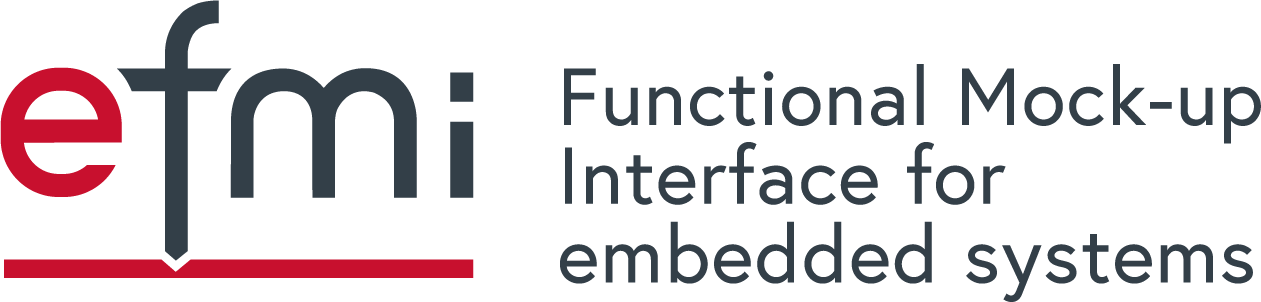 efmi
Functional Mock-up
Interface for
embedded systems